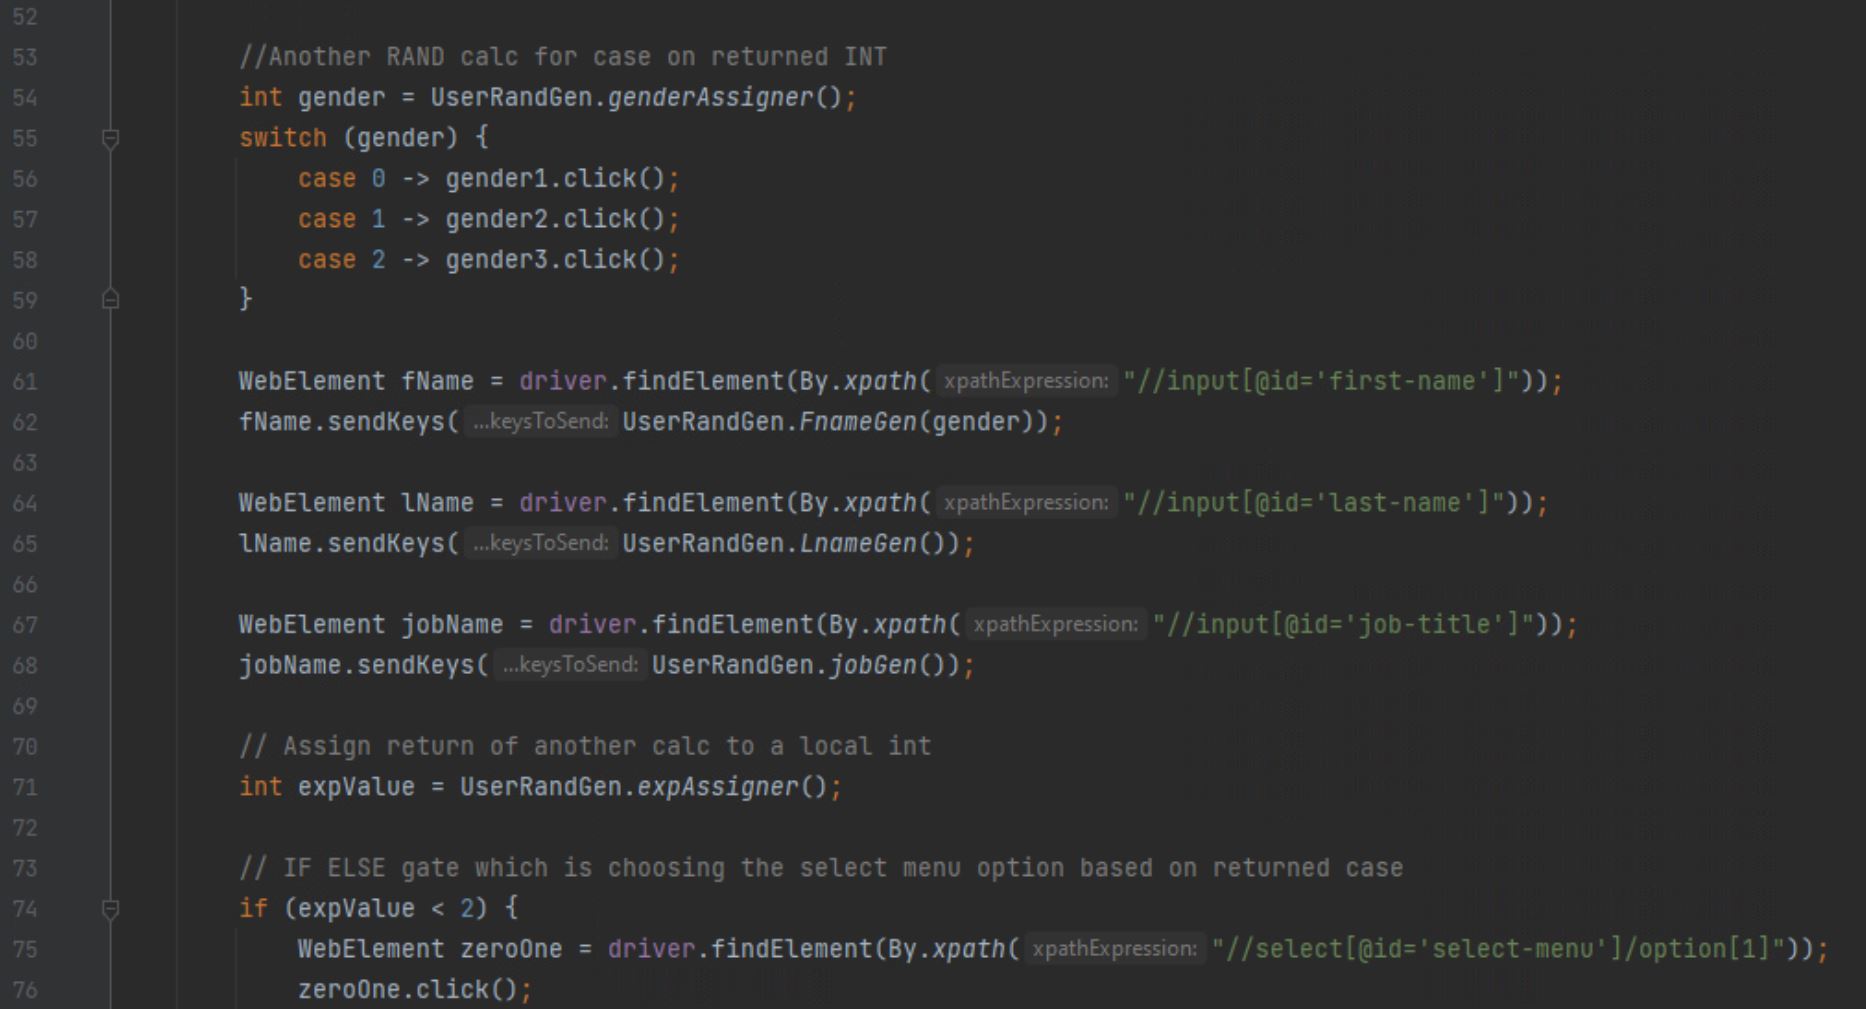 52
53 //Another RAND calc for case on returned INT
54 int gender = UserRandGen.genderAssigner();
55 switch (gender) {
56 case 0 -> gender1.click();
57 case 1 -> gender2.click();
58 case 2 -> gender3.click();
59 }
60
61 WebElement fName = driver.findElement(By.xpath( xpathExpression: "//input[@id='first-name']"));
62 fName.sendKeys( ...keysToSend: UserRandGen.FnameGen(gender));
63
64 WebElement lName = driver.findElement(By.xpath( xpathExpression: "//input[@id='last-name']"));
65 lName.sendKeys( ...keysToSend: UserRandGen.LnameGen());
66
67 WebElement jobName = driver.findElement(By.xpath( xpathExpression: "//input[@id='job-title']"));
68 jobName.sendKeys( ...keysToSend: UserRandGen.jobGen());
69
70 // Assign return of another calc to a local int
71 int expValue = UserRandGen.expAssigner();
72
73 // IF ELSE gate which is choosing the select menu option based on returned case
74 if (expValue < 2) {
75 WebElement zeroOne = driver.findElement(By.xpath( xpathExpression: "//select[@id='select-menu']/option[1]"));
76 zeroOne.click();